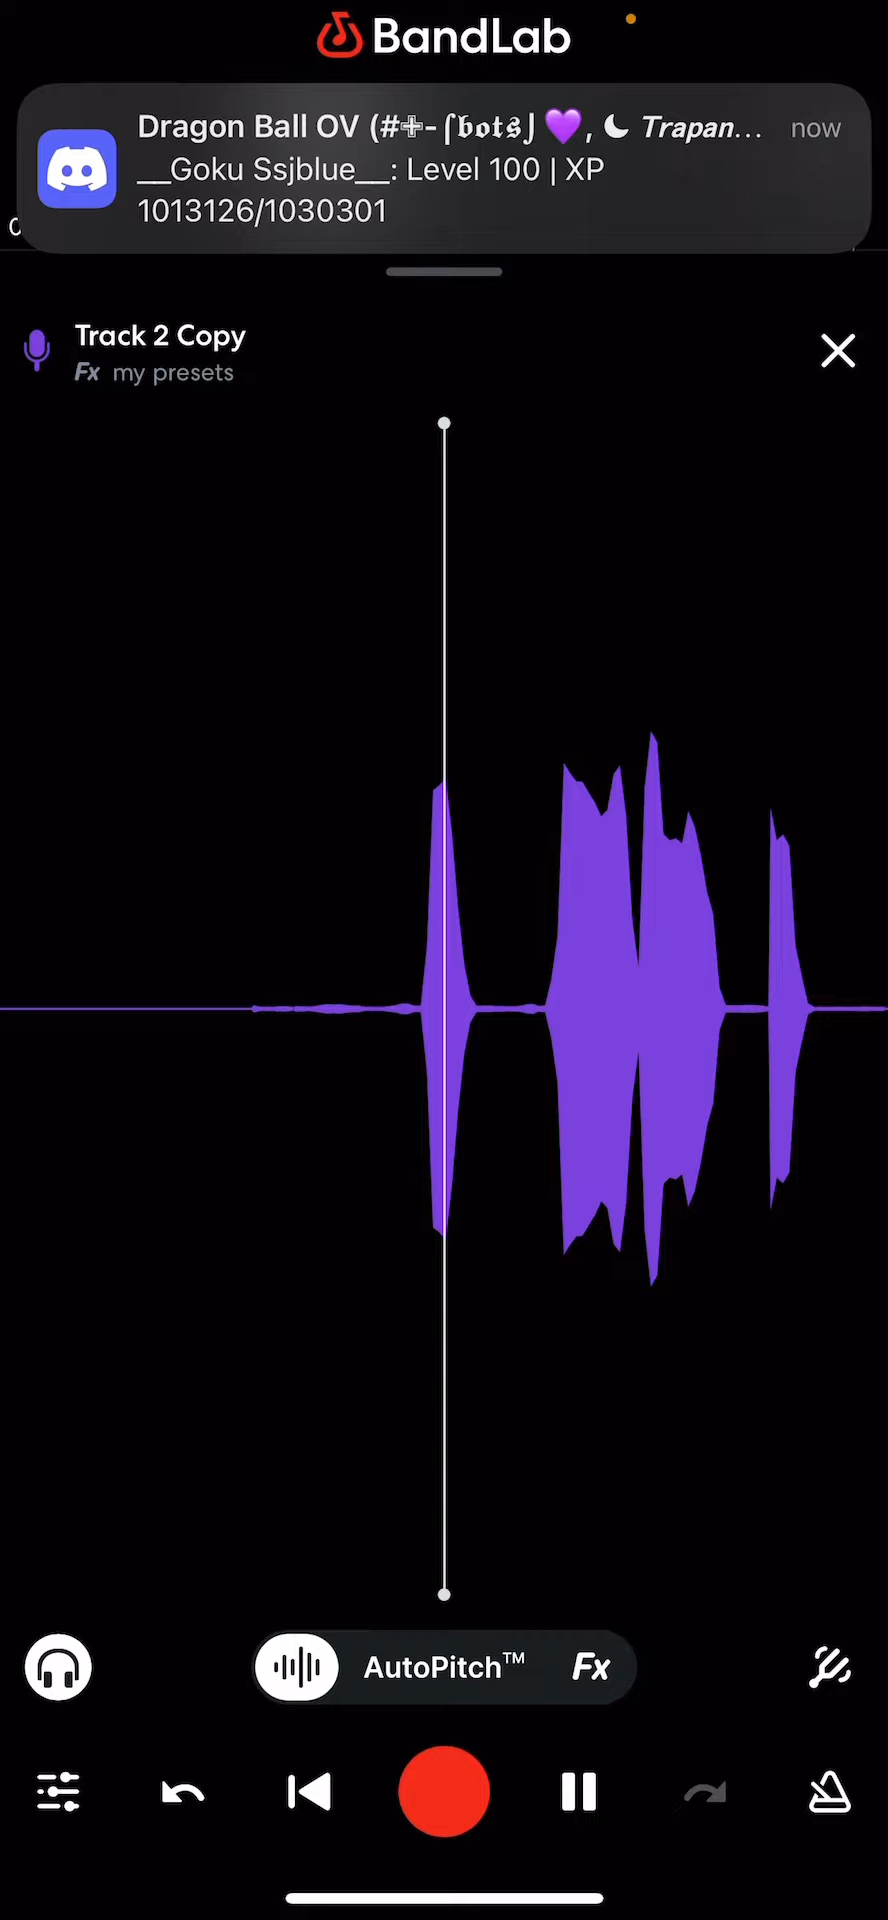 BandLab
Dragon Ball OV (#✙-⌠𝖇𝖔𝖙𝖘⌡💜, ⏾ Trapan... now
__Goku Ssjblue__: Level 100 | XP
1013126/1030301
Track 2 Copy
Fx my presets
AutoPitch™ Fx